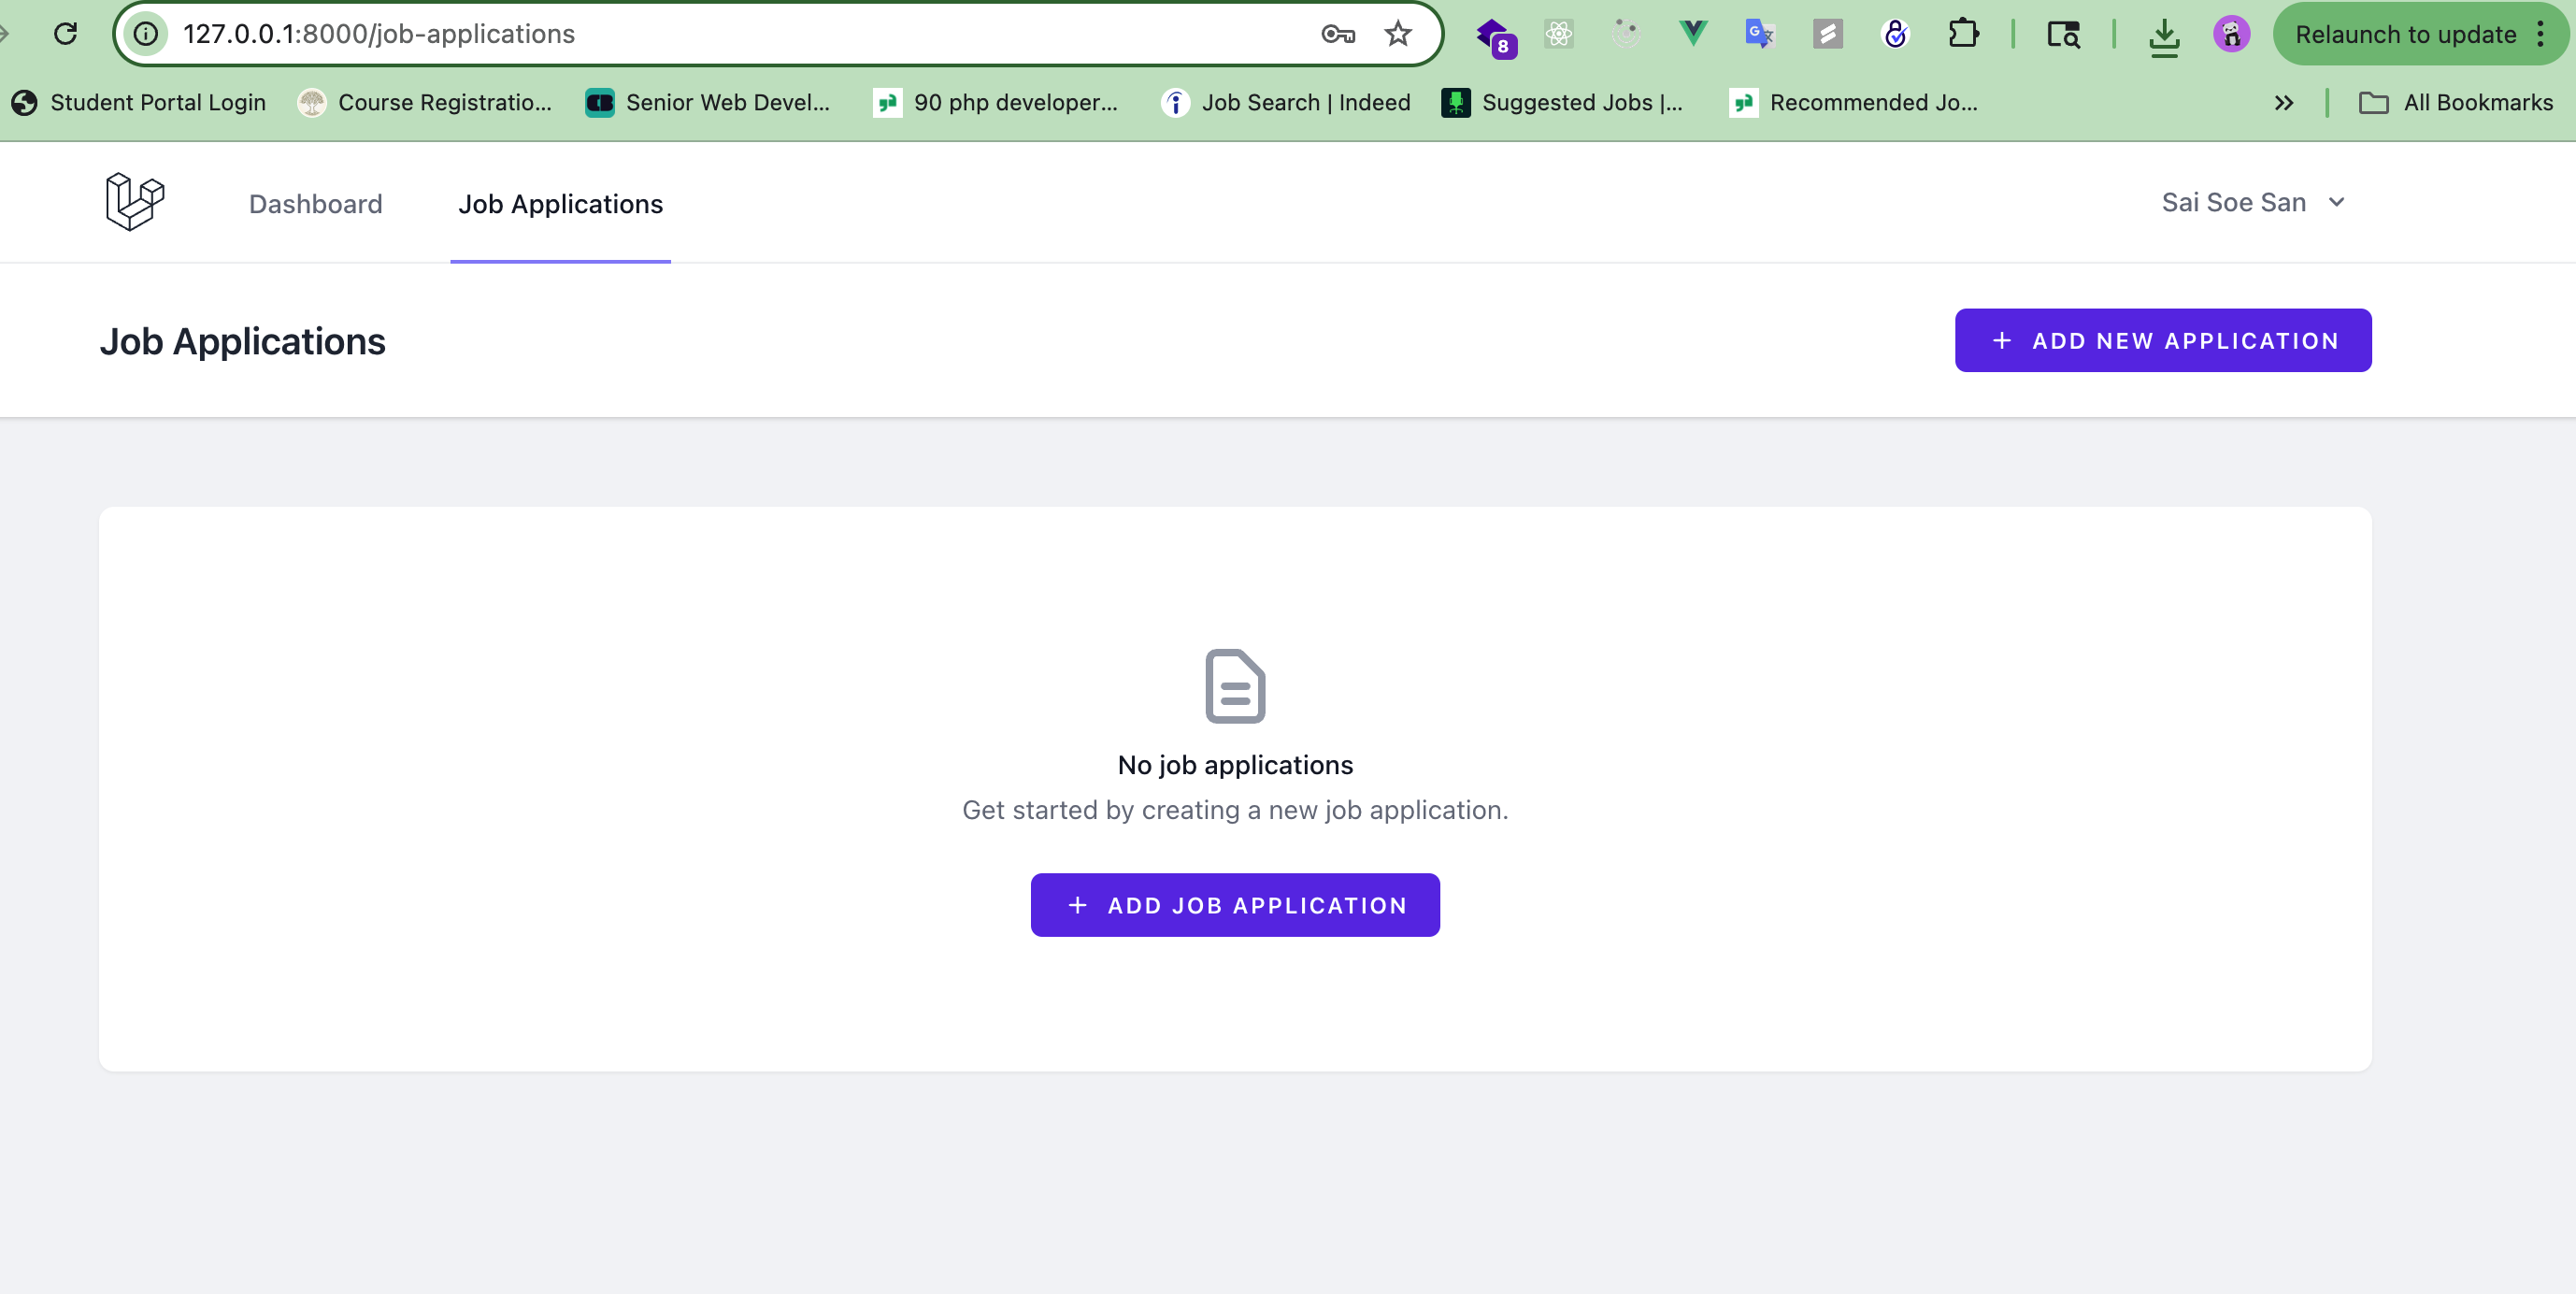 127.0.0.1:8000/job-applications
8
Relaunch to update
Student Portal Login
Course Registratio...
Senior Web Devel...
90 php developer...
Job Search | Indeed
Suggested Jobs |...
Recommended Jo...
All Bookmarks
Dashboard
Job Applications
Sai Soe San
Job Applications
+ ADD NEW APPLICATION
No job applications
Get started by creating a new job application.
+ ADD JOB APPLICATION